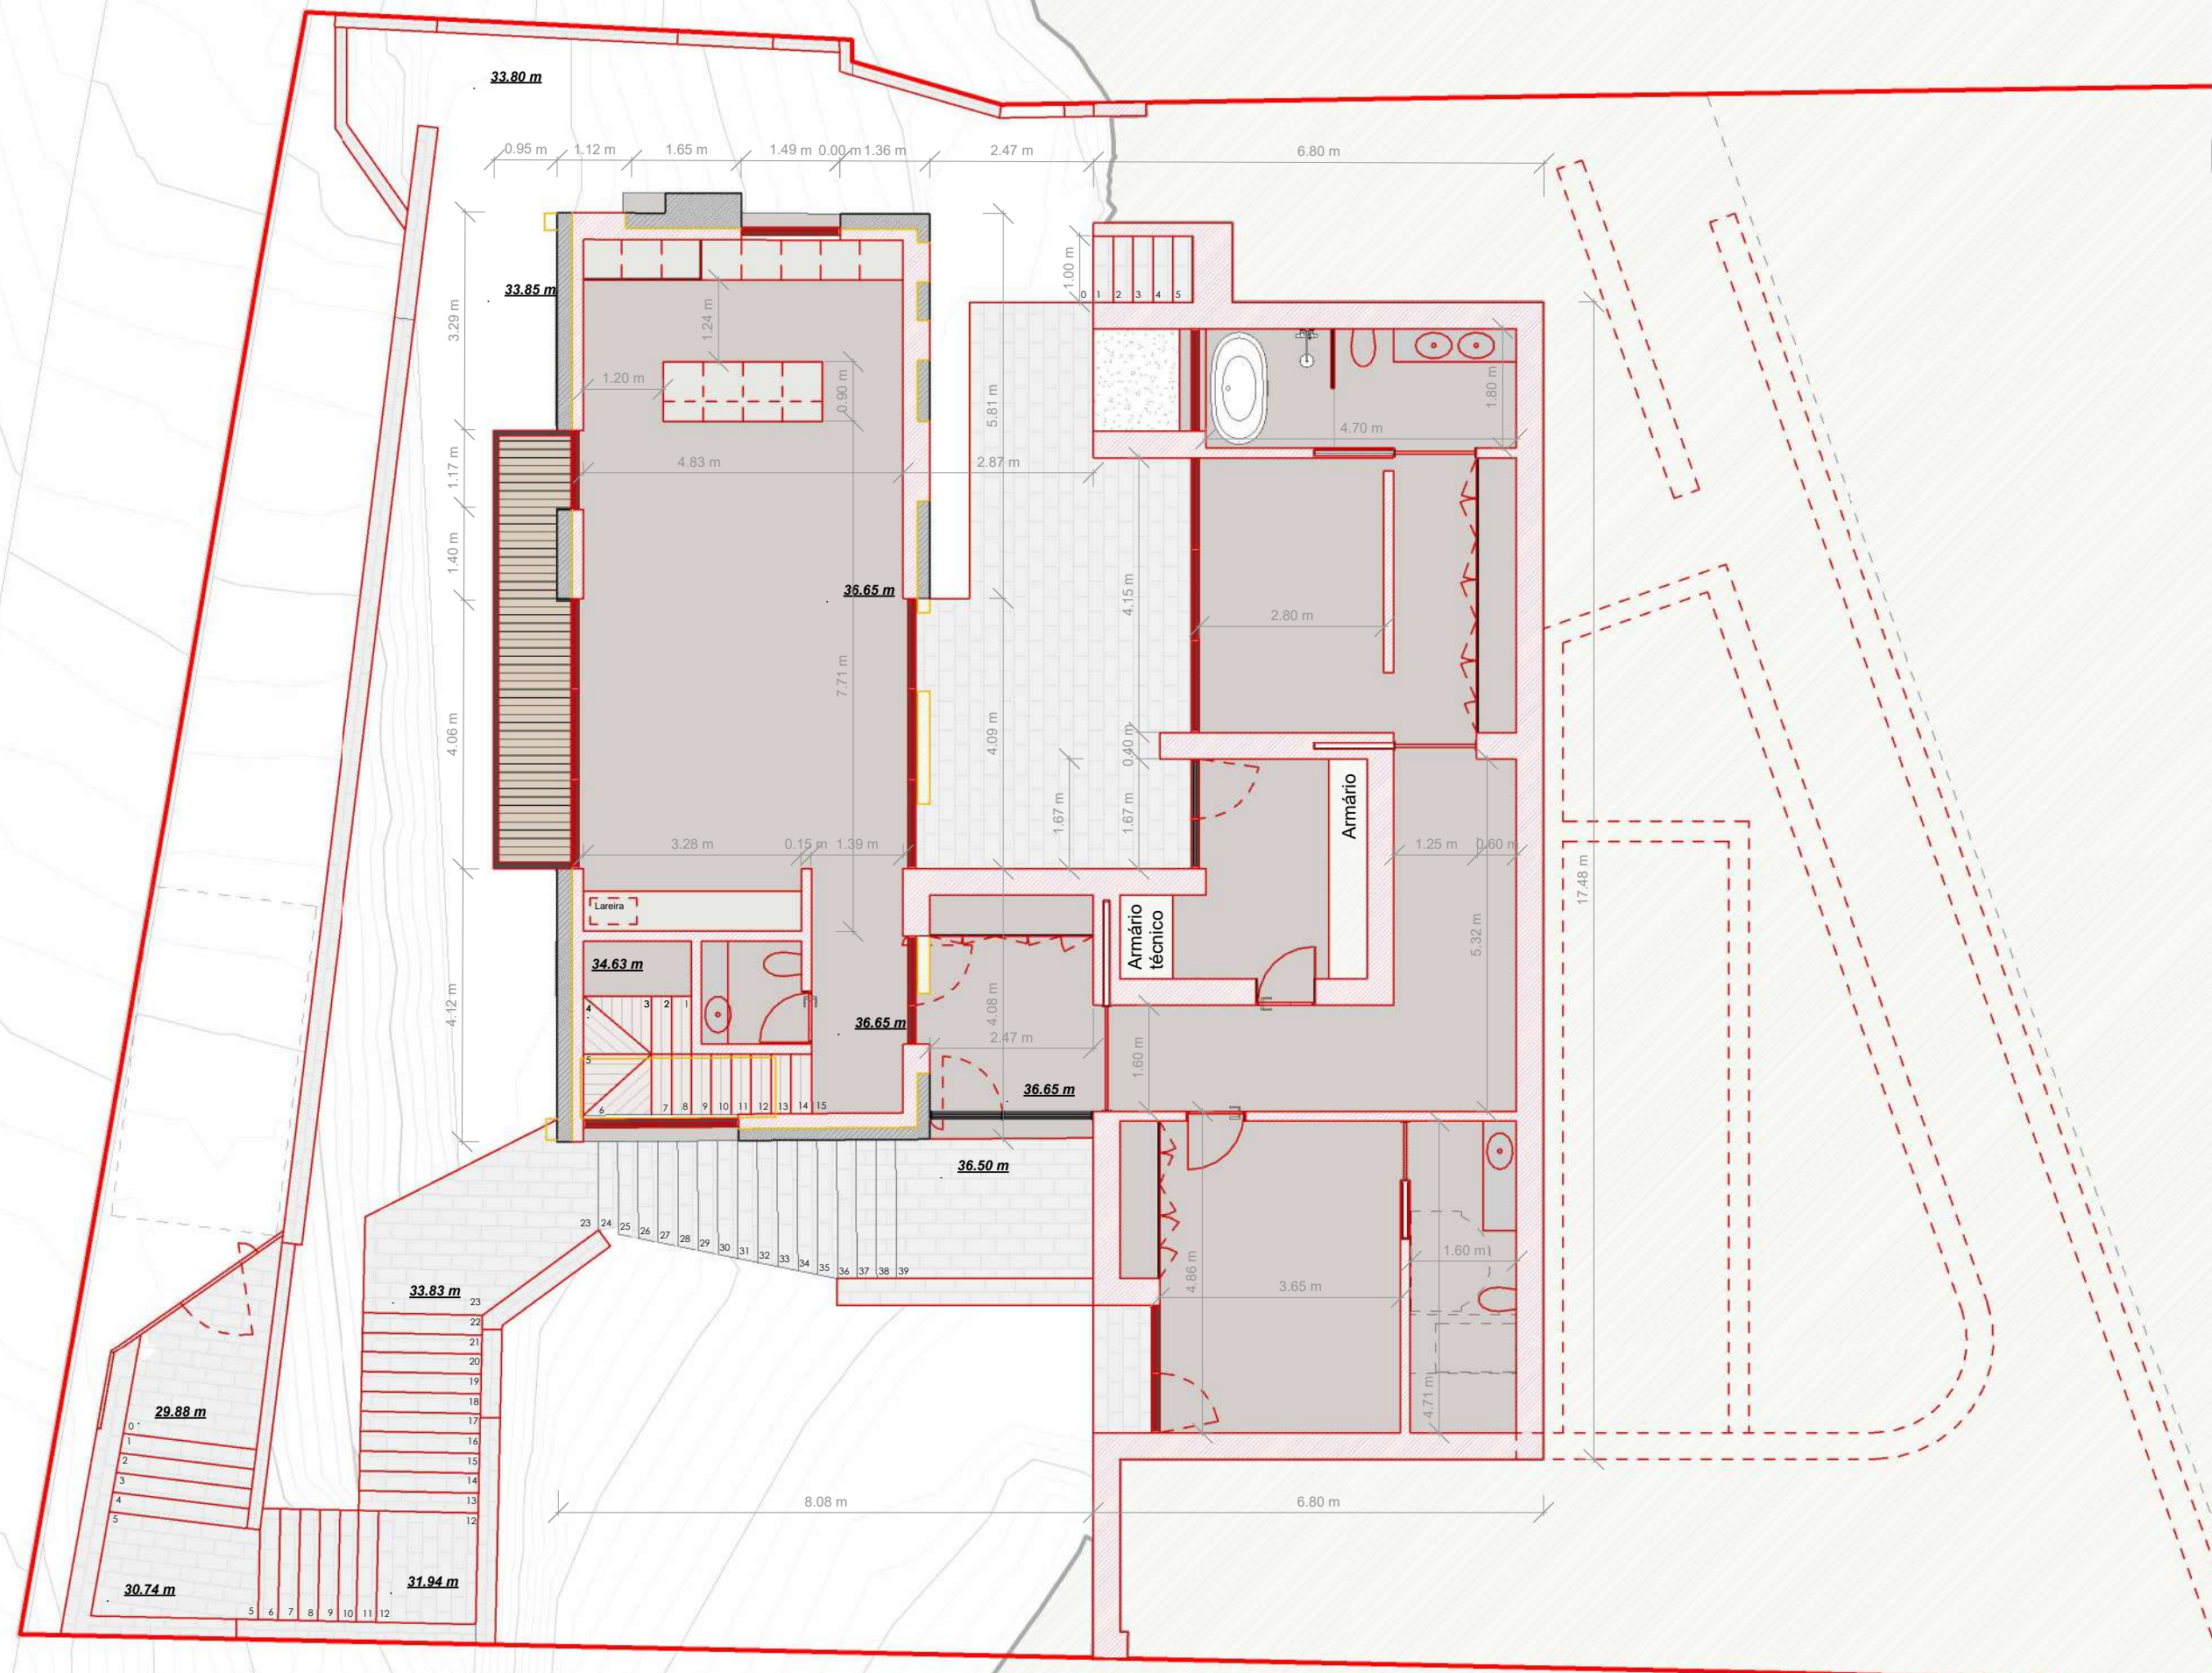 33.80 m
0.95 m 1.12 m 1.65 m 1.49 m 0.00 m 1.36 m 2.47 m 6.80 m
33.85 m
3.29 m
1.24 m
1.20 m
0.90 m
5.81 m
1.00 m
0 1 2 3 4 5
1.80 m
4.70 m
4.83 m
2.87 m
1.17 m
1.40 m
36.65 m
4.15 m
2.80 m
7.71 m
4.06 m
4.09 m
0.40 m
1.67 m
1.67 m
Armário
3.28 m 0.15 m 1.39 m
1.25 m 0.60 m
17.48 m
Lareira
Armário
técnico
5.32 m
34.63 m
4.12 m
3 2 1
4
5
6 7 8 9 10 11 12 13 14 15
36.65 m
4.08 m
2.47 m
36.65 m
1.60 m
36.50 m
23 24 25 26 27 28 29 30 31 32 33 34 35 36 37 38 39
4.86 m
3.65 m
1.60 m
4.71 m
33.83 m
23
22
21
20
19
18
17
16
15
14
13
12
29.88 m
0
1
2
3
4
5
8.08 m
6.80 m
30.74 m
31.94 m
5 6 7 8 9 10 11 12